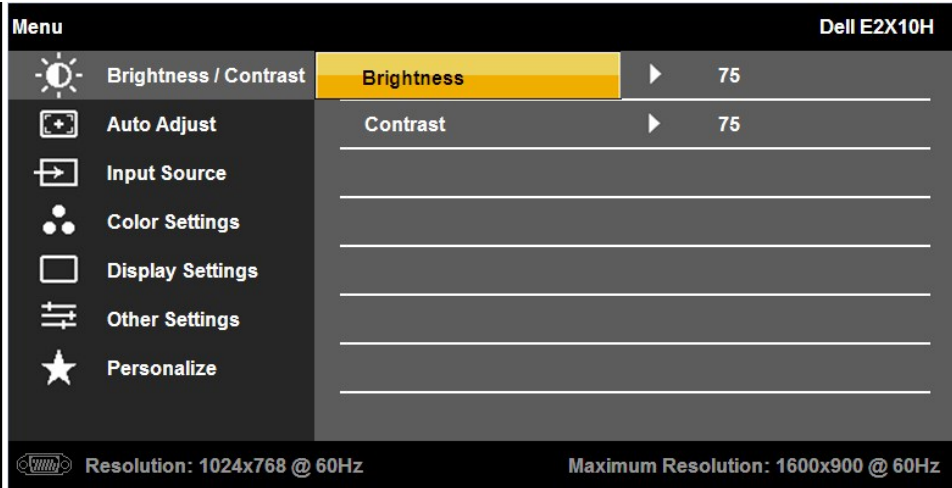 Menu Dell E2X10H
Brightness / Contrast Brightness 75
Auto Adjust Contrast 75
Input Source
Color Settings
Display Settings
Other Settings
Personalize
Resolution: 1024x768 @ 60Hz Maximum Resolution: 1600x900 @ 60Hz